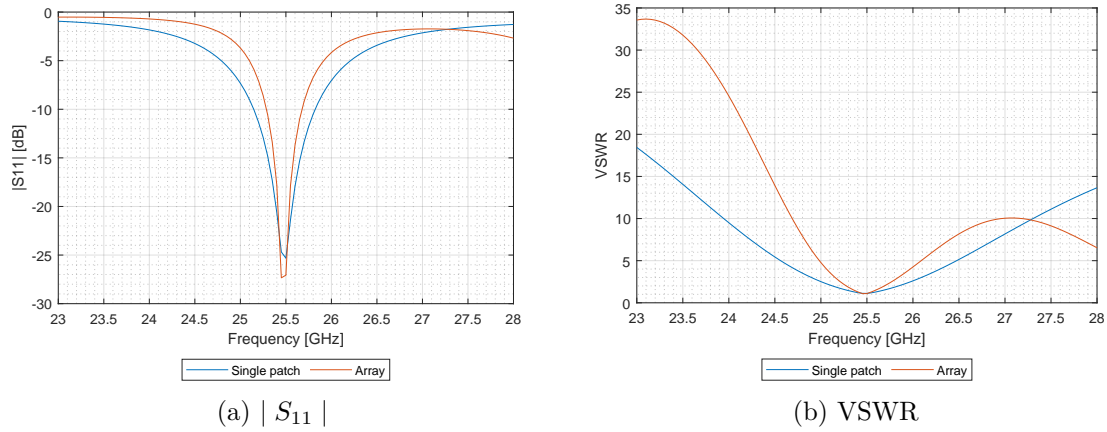 0
-5
-10
-15
-20
-25
-30
|S11| [dB]
23 23.5 24 24.5 25 25.5 26 26.5 27 27.5 28
Frequency [GHz]
Single patch Array
(a) | S11 |
35
30
25
20
15
10
5
0
VSWR
23 23.5 24 24.5 25 25.5 26 26.5 27 27.5 28
Frequency [GHz]
Single patch Array
(b) VSWR